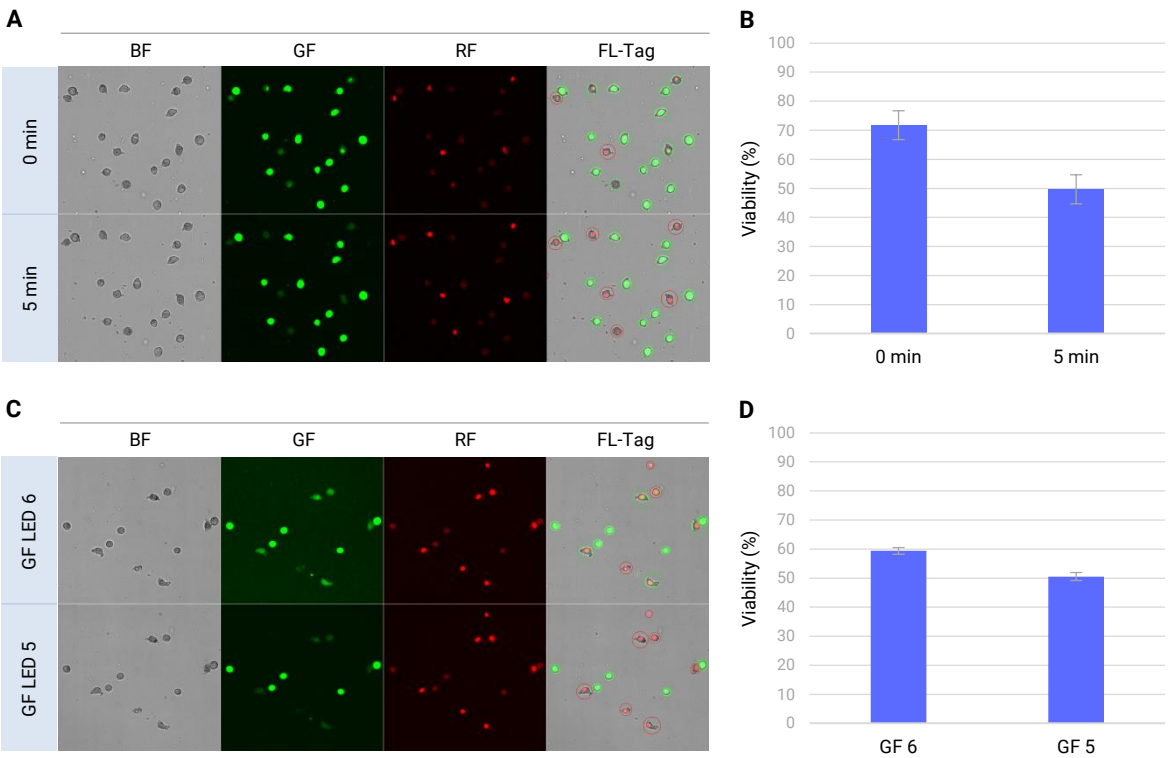 A
BF GF RF FL-Tag
0 min
5 min
B
Viability (%)
100
90
80
70
60
50
40
30
20
10
0
0 min 5 min
C
BF GF RF FL-Tag
GF LED 6
GF LED 5
D
Viability (%)
100
90
80
70
60
50
40
30
20
10
0
GF 6 GF 5